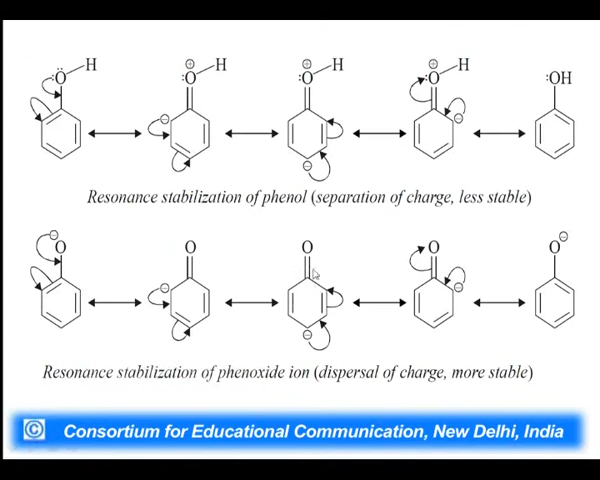 H H H H
:Ö :O :O :O :OH
⊕ ⊕ ⊕
⊖ ⊖ ⊖
Resonance stabilization of phenol (separation of charge, less stable)
⊖ ⊖
O O O O O
⊖ ⊖ ⊖
Resonance stabilization of phenoxide ion (dispersal of charge, more stable)
© Consortium for Educational Communication, New Delhi, India